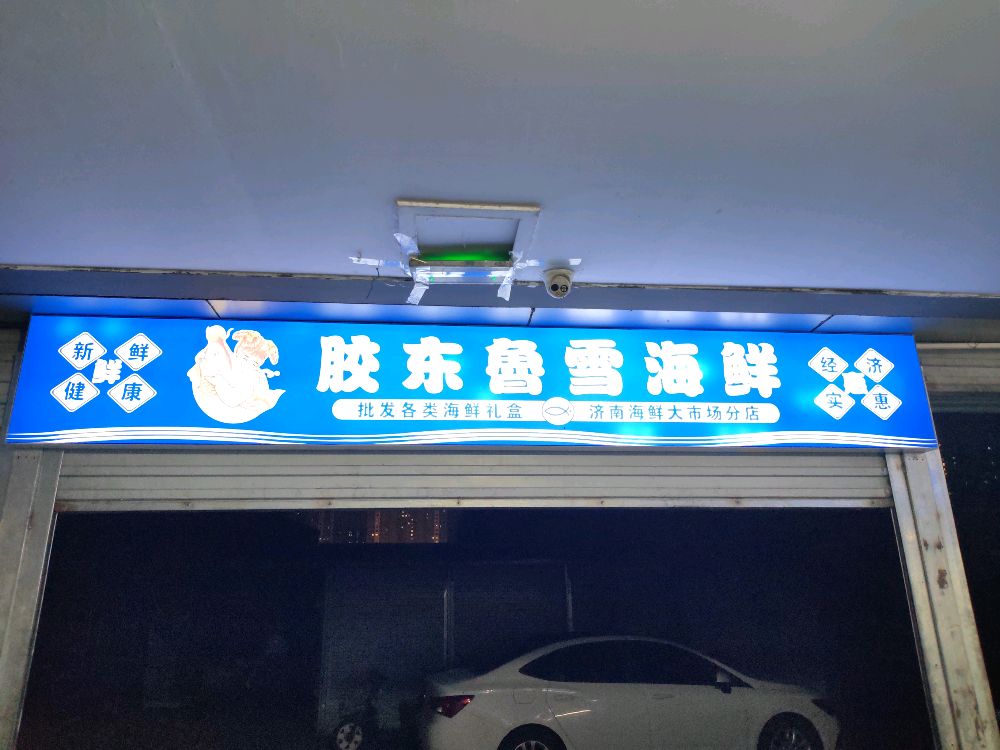 新鲜
鲜
健康
胶东鲁雪海鲜
批发各类海鲜礼盒
济南海鲜大市场分店
经济
实惠